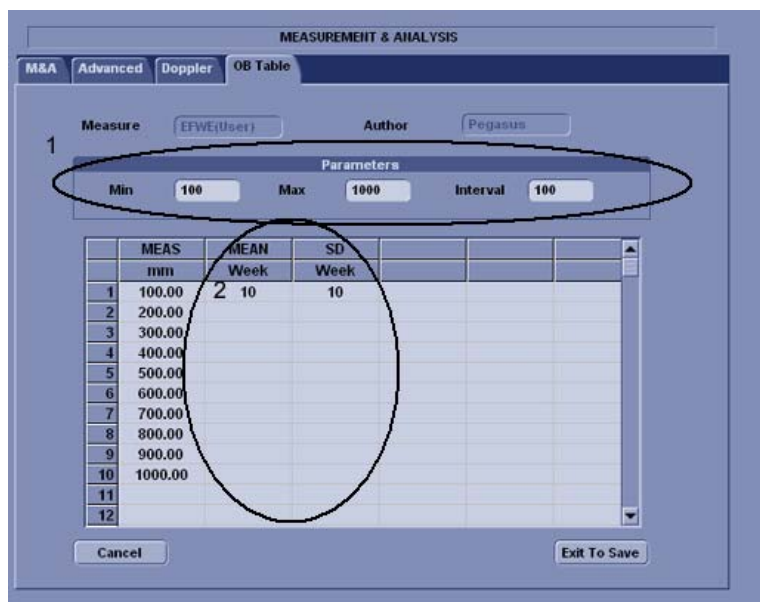 MEASUREMENT & ANALYSIS
M&A Advanced Doppler OB Table
Measure EFWE(User) Author Pegasus
1
Parameters
Min 100 Max 1000 Interval 100
MEAS MEAN SD
mm Week Week
1 100.00 2 10 10
2 200.00
3 300.00
4 400.00
5 500.00
6 600.00
7 700.00
8 800.00
9 900.00
10 1000.00
11
12
Cancel Exit To Save